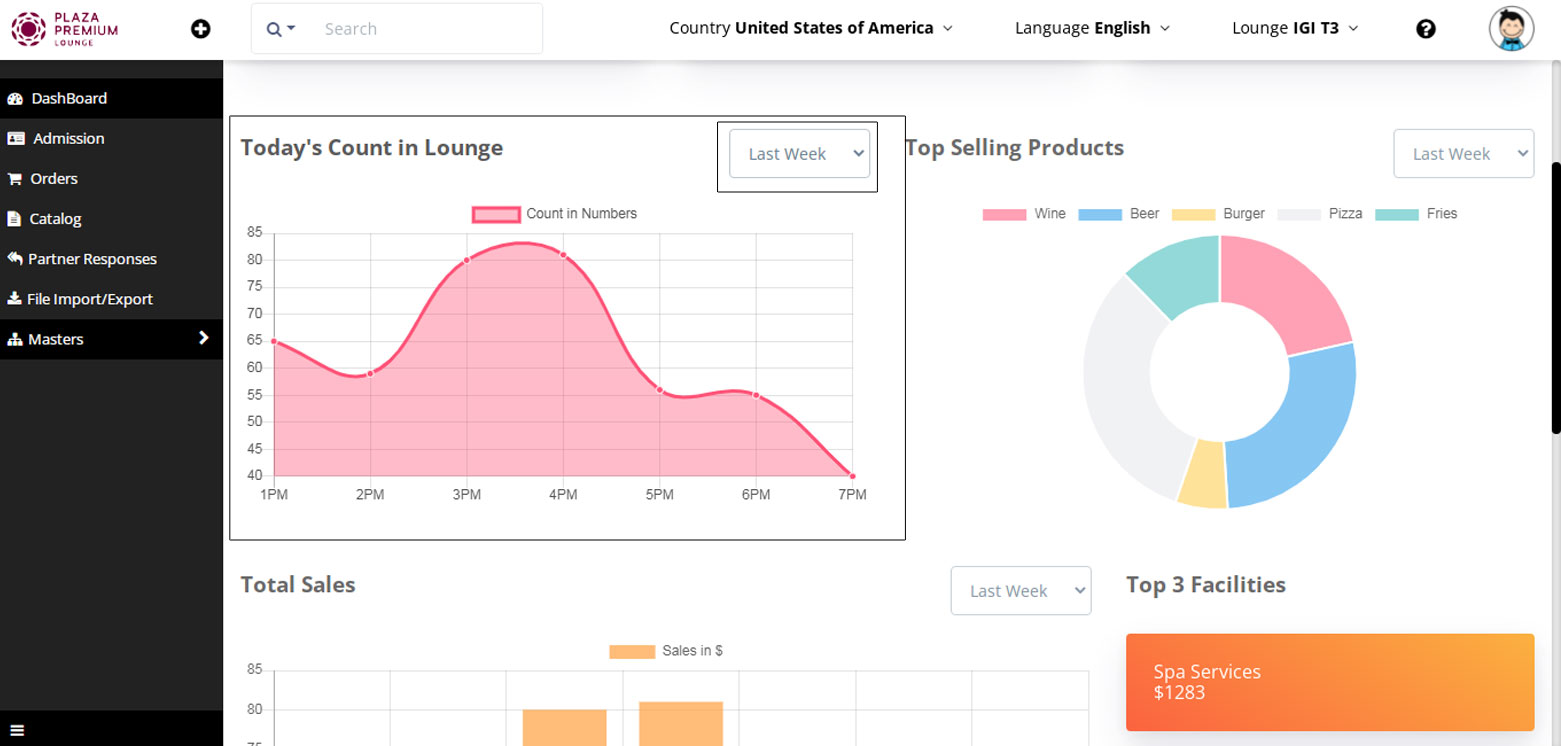 PLAZA
PREMIUM
LOUNGE
Search
Country United States of America
Language English
Lounge IGI T3
DashBoard
Admission
Orders
Catalog
Partner Responses
File Import/Export
Masters
Today's Count in Lounge
Last Week
Count in Numbers
85
80
75
70
65
60
55
50
45
40
1PM 2PM 3PM 4PM 5PM 6PM 7PM
Top Selling Products
Last Week
Wine Beer Burger Pizza Fries
Total Sales
Last Week
Sales in $
85
80
75
Top 3 Facilities
Spa Services
$1283